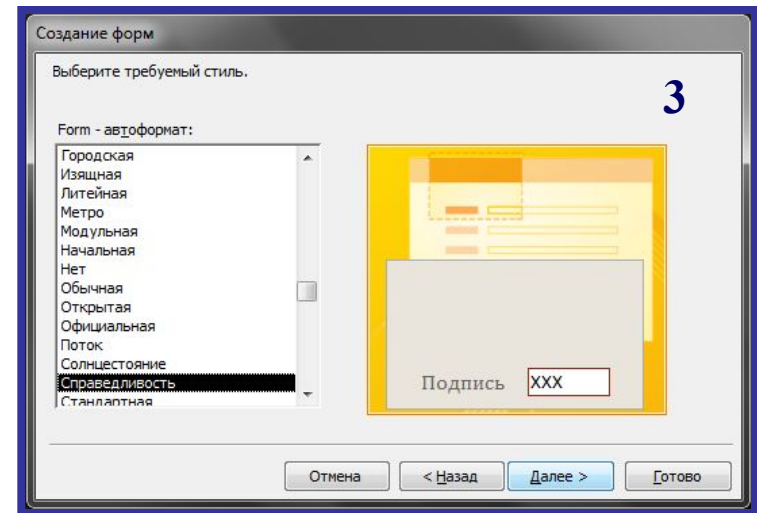 Создание форм
Выберите требуемый стиль.
3
Form - автоформат:
Городская
Изящная
Литейная
Метро
Модульная
Начальная
Нет
Обычная
Открытая
Официальная
Поток
Солнцестояние
Справедливость
Стандартная
Подпись XXX
Отмена < Назад Далее > Готово